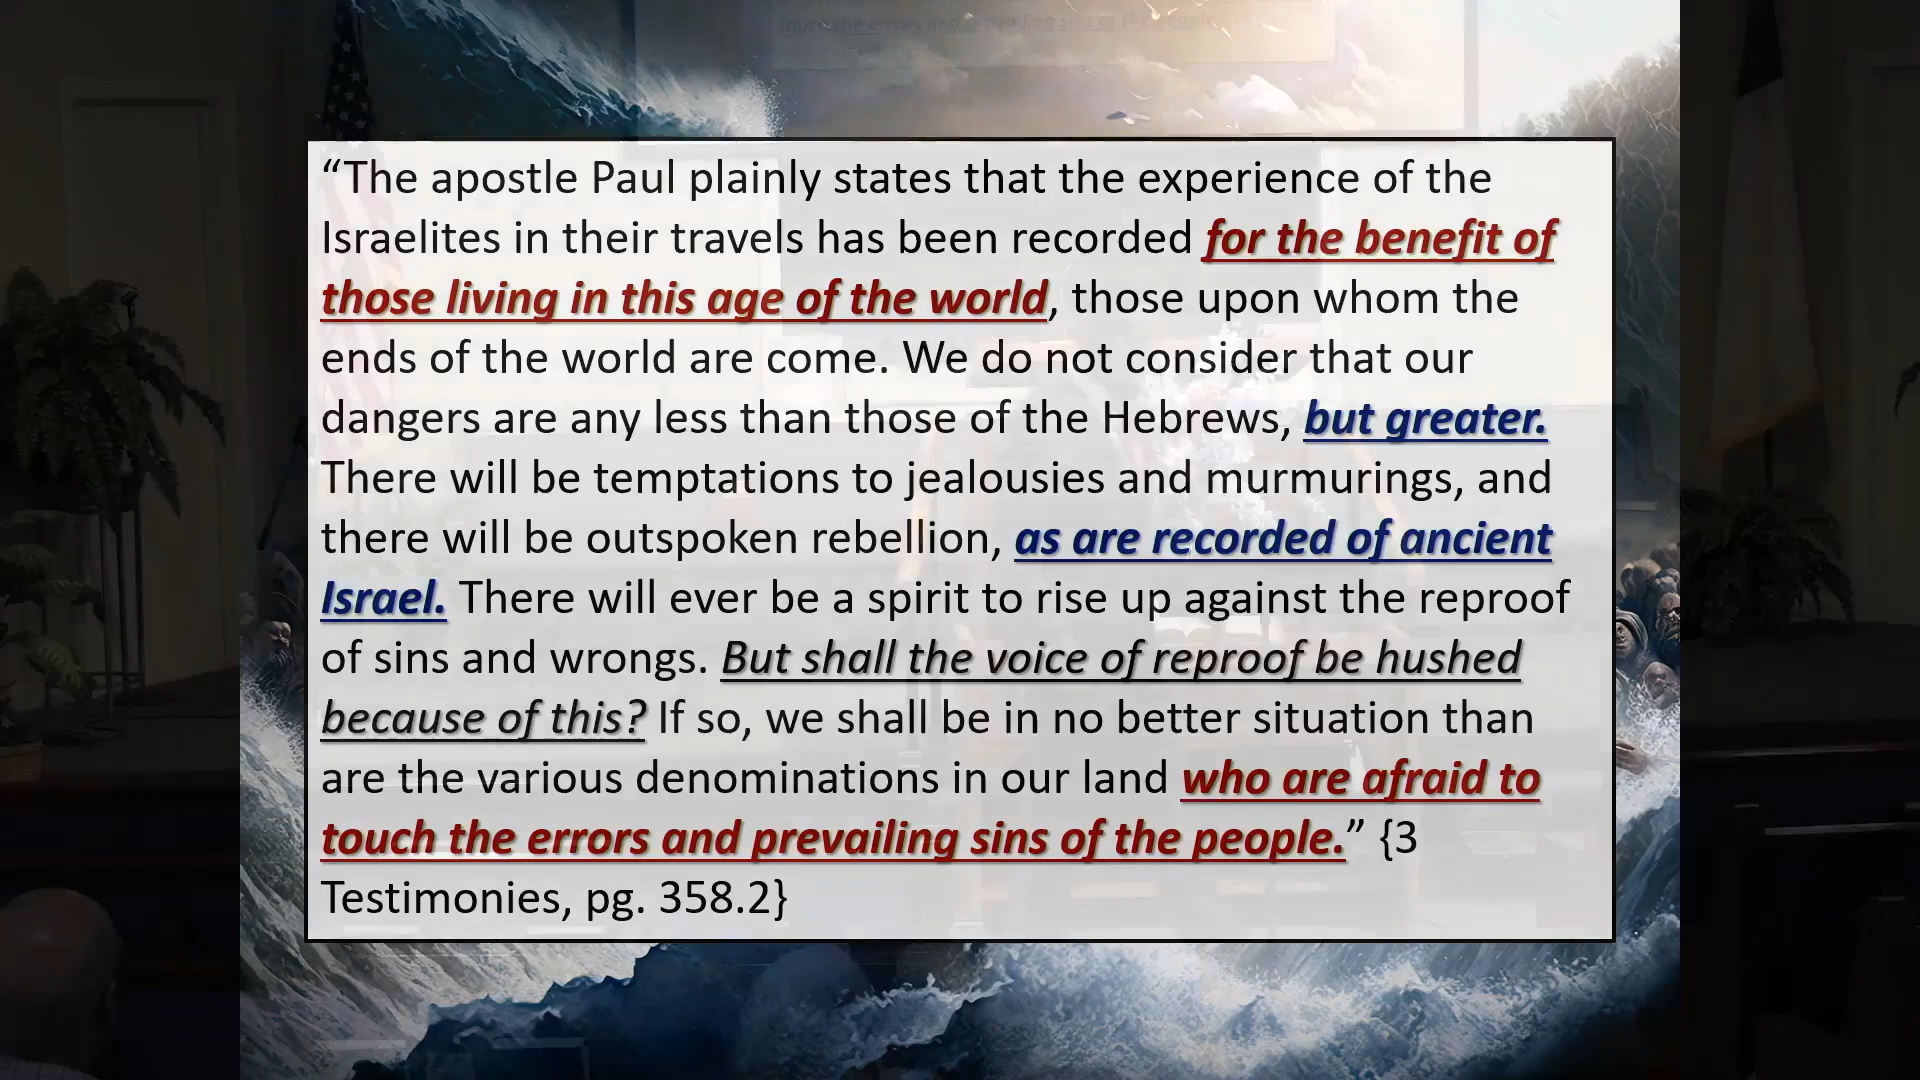 “The apostle Paul plainly states that the experience of the
Israelites in their travels has been recorded for the benefit of
those living in this age of the world, those upon whom the
ends of the world are come. We do not consider that our
dangers are any less than those of the Hebrews, but greater.
There will be temptations to jealousies and murmurings, and
there will be outspoken rebellion, as are recorded of ancient
Israel. There will ever be a spirit to rise up against the reproof
of sins and wrongs. But shall the voice of reproof be hushed
because of this? If so, we shall be in no better situation than
are the various denominations in our land who are afraid to
touch the errors and prevailing sins of the people.” {3
Testimonies, pg. 358.2}